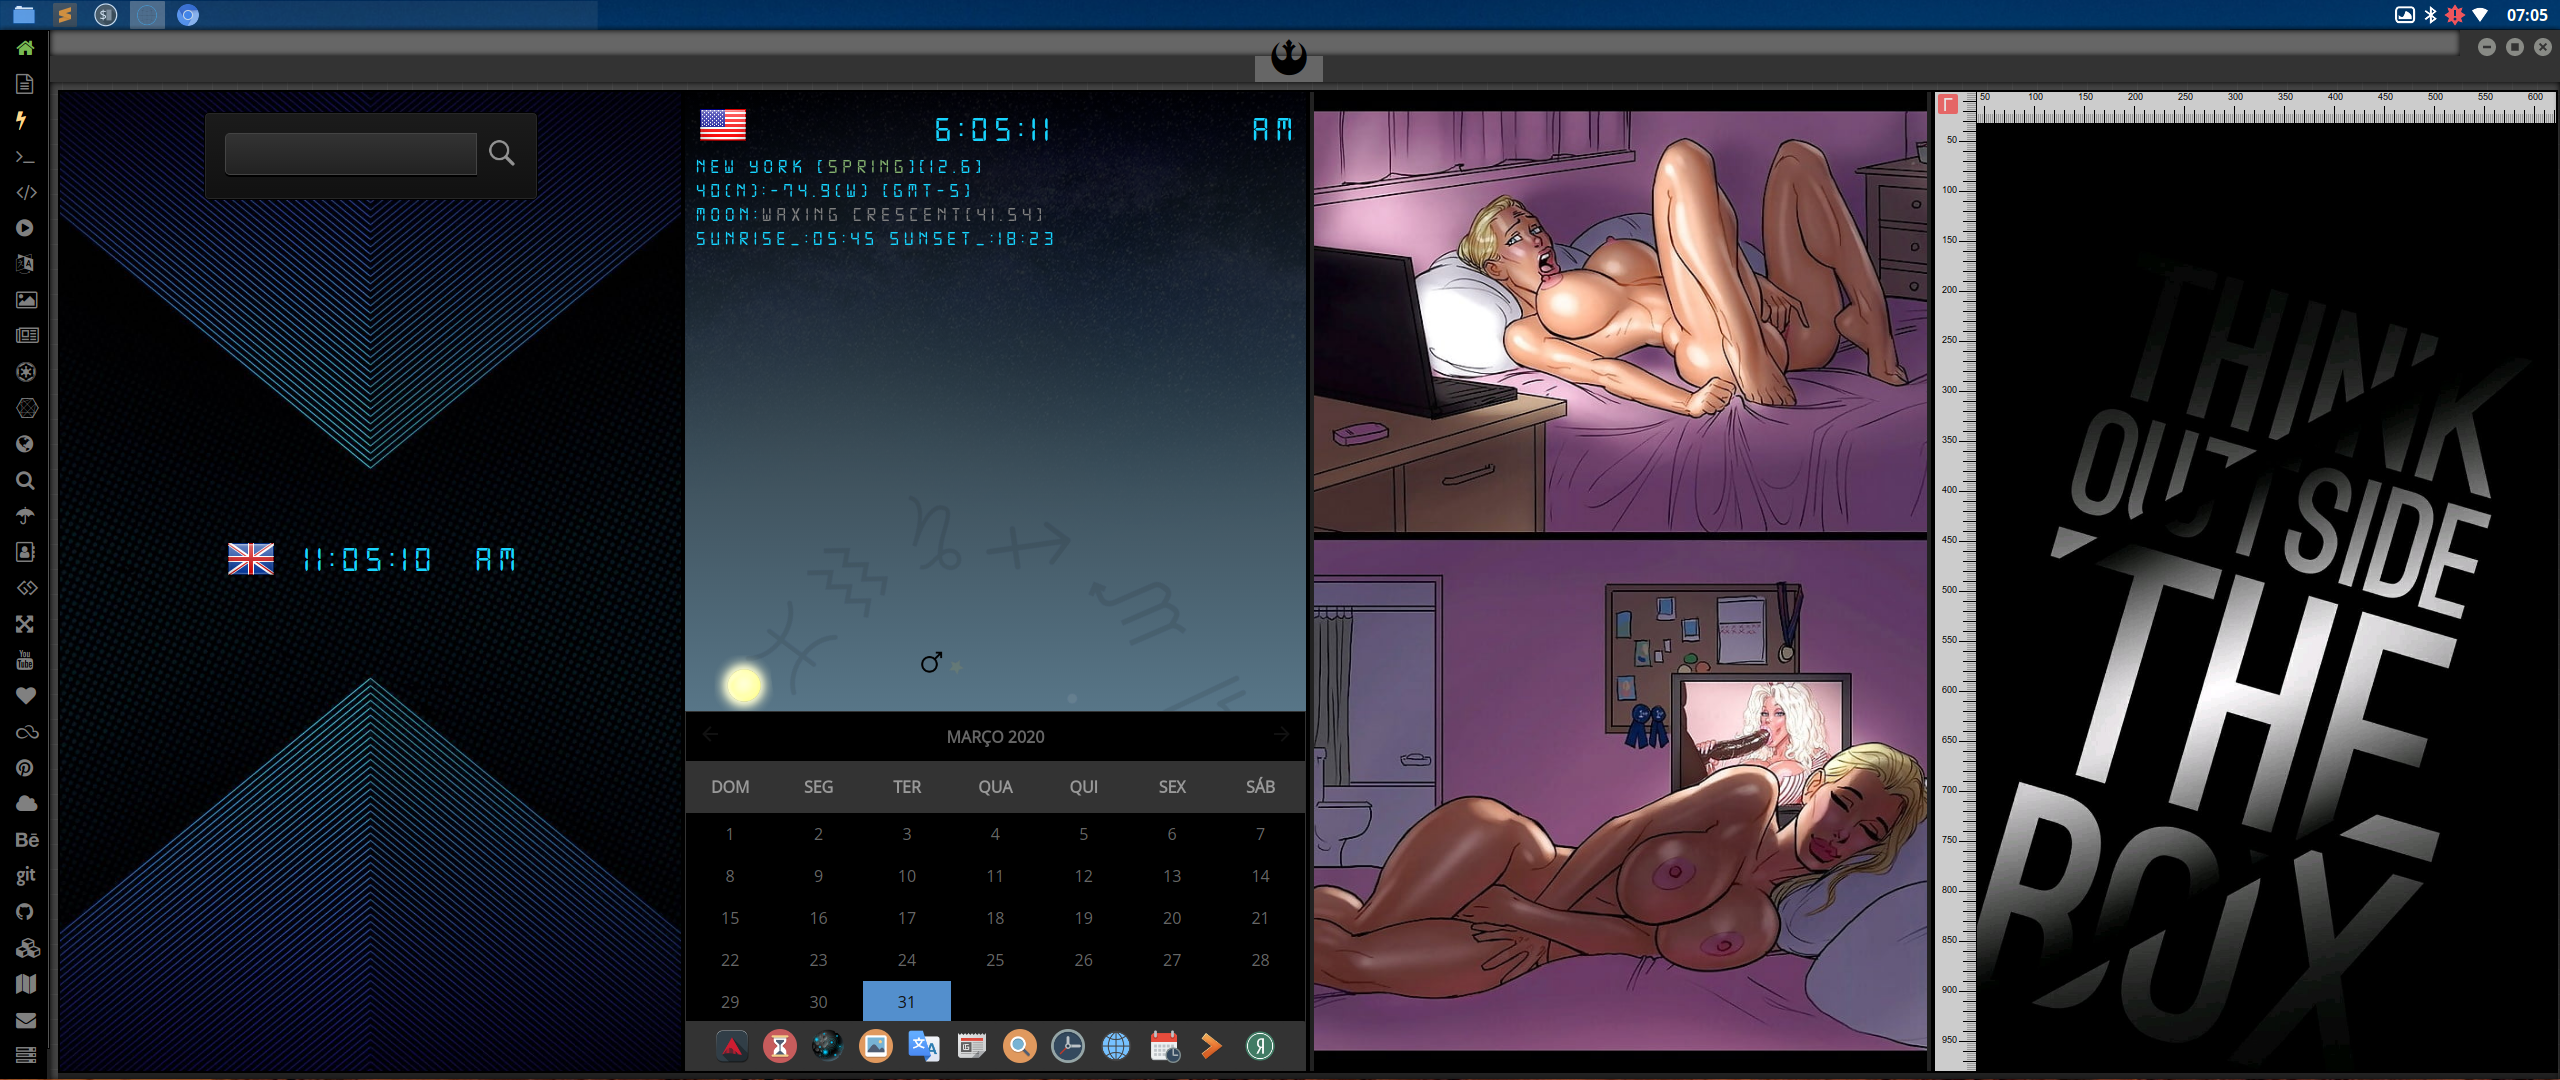 07:05
You
Tube
Bē
git
11:05:10 AM
6:05:11 AM
NEW YORK [SPRING][12.6]
40(N):-74.9(W) [GMT-5]
MOON:WAXING CRESCENT[41.54]
SUNRISE_:05:45 SUNSET_:18:23
MARÇO 2020
DOM SEG TER QUA QUI SEX SÁB
1 2 3 4 5 6 7
8 9 10 11 12 13 14
15 16 17 18 19 20 21
22 23 24 25 26 27 28
29 30 31
50 100 150 200 250 300 350 400 450 500 550 600
50
100
150
200
250
300
350
400
450
500
550
600
650
700
750
800
850
900
950
THINK
OUTSIDE
THE
BOX